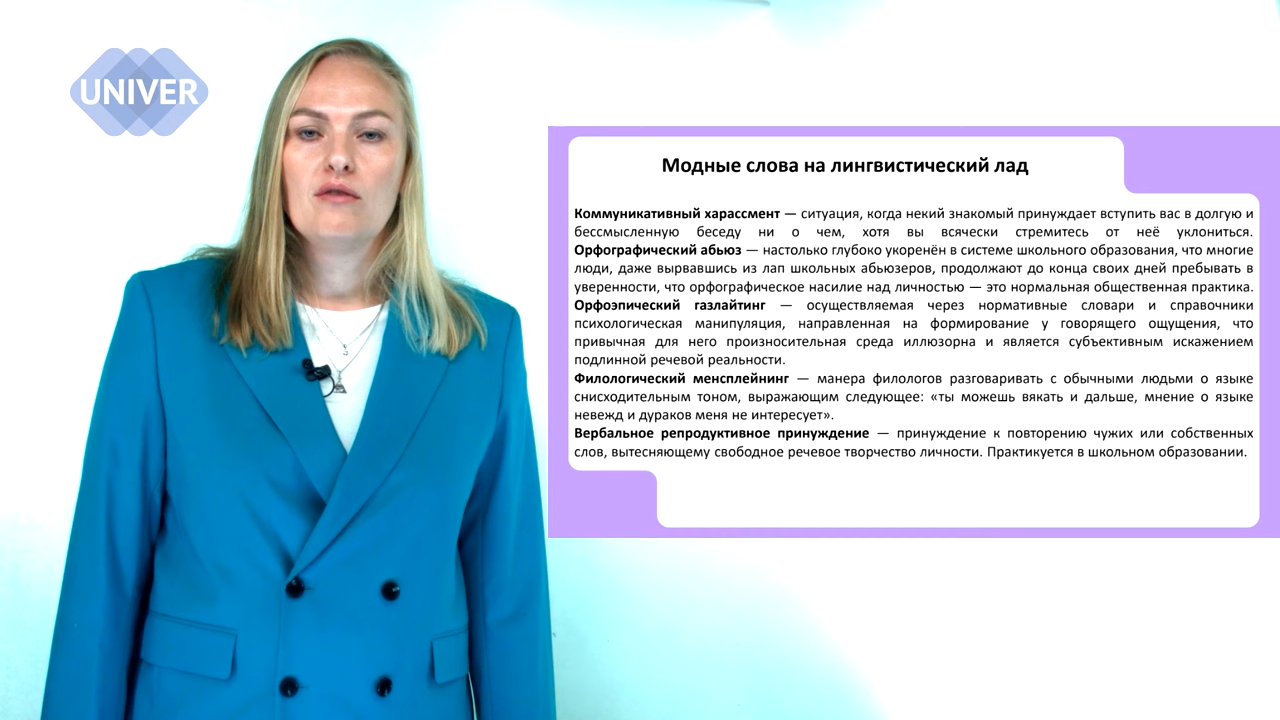 UNIVER
Модные слова на лингвистический лад
Коммуникативный харассмент — ситуация, когда некий знакомый принуждает вступить вас в долгую и
бессмысленную беседу ни о чем, хотя вы всячески стремитесь от неё уклониться.
Орфографический абьюз — настолько глубоко укоренён в системе школьного образования, что многие
люди, даже вырвавшись из лап школьных абьюзеров, продолжают до конца своих дней пребывать в
уверенности, что орфографическое насилие над личностью — это нормальная общественная практика.
Орфоэпический газлайтинг — осуществляемая через нормативные словари и справочники
психологическая манипуляция, направленная на формирование у говорящего ощущения, что
привычная для него произносительная среда иллюзорна и является субъективным искажением
подлинной речевой реальности.
Филологический менсплейнинг — манера филологов разговаривать с обычными людьми о языке
снисходительным тоном, выражающим следующее: «ты можешь вякать и дальше, мнение о языке
невежд и дураков меня не интересует».
Вербальное репродуктивное принуждение — принуждение к повторению чужих или собственных
слов, вытесняющему свободное речевое творчество личности. Практикуется в школьном образовании.